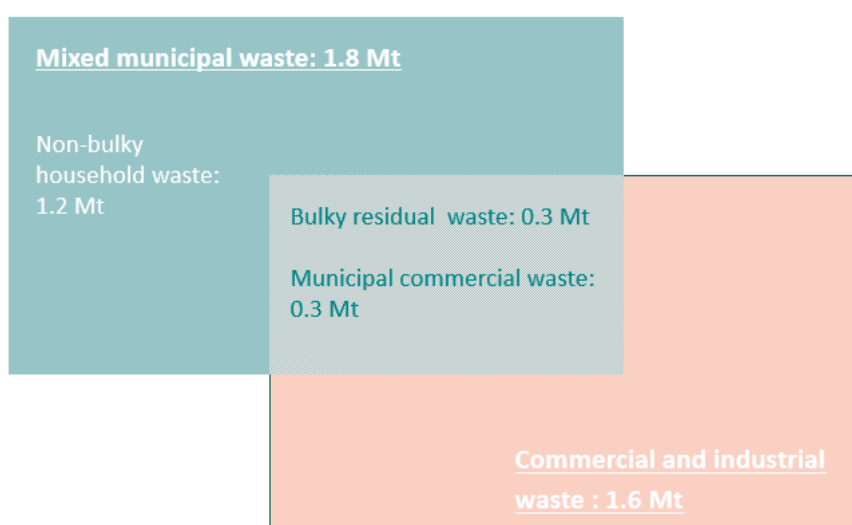 Mixed municipal waste: 1.8 Mt
Non-bulky
household waste:
1.2 Mt
Bulky residual  waste: 0.3 Mt
Municipal commercial waste:
0.3 Mt
Commercial and industrial
waste : 1.6 Mt